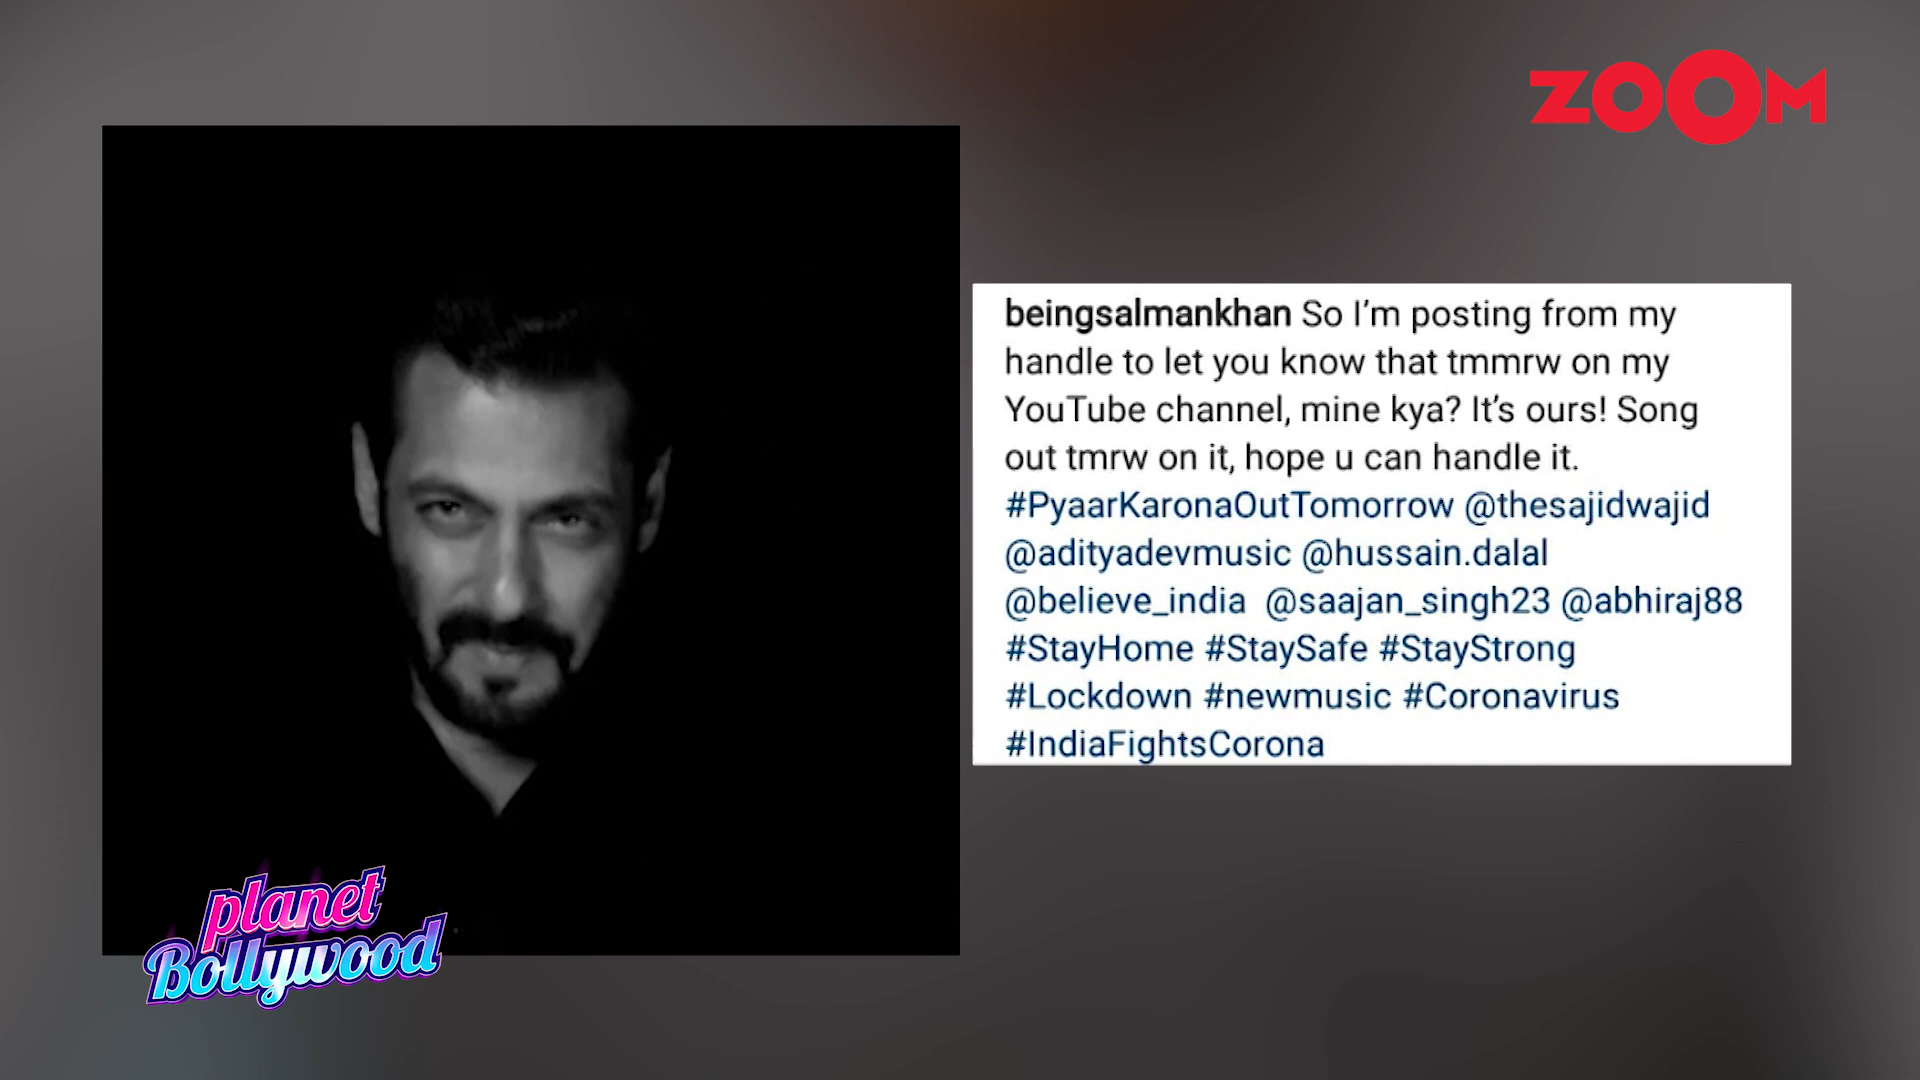 ZOOM
beingsalmankhan So I'm posting from my
handle to let you know that tmmrw on my
YouTube channel, mine kya? It's ours! Song
out tmrw on it, hope u can handle it.
#PyaarKaronaOutTomorrow @thesajidwajid
@adityadevmusic @hussain.dalal
@believe_india @saajan_singh23 @abhiraj88
#StayHome #StaySafe #StayStrong
#Lockdown #newmusic #Coronavirus
#IndiaFightsCorona
planet
Bollywood